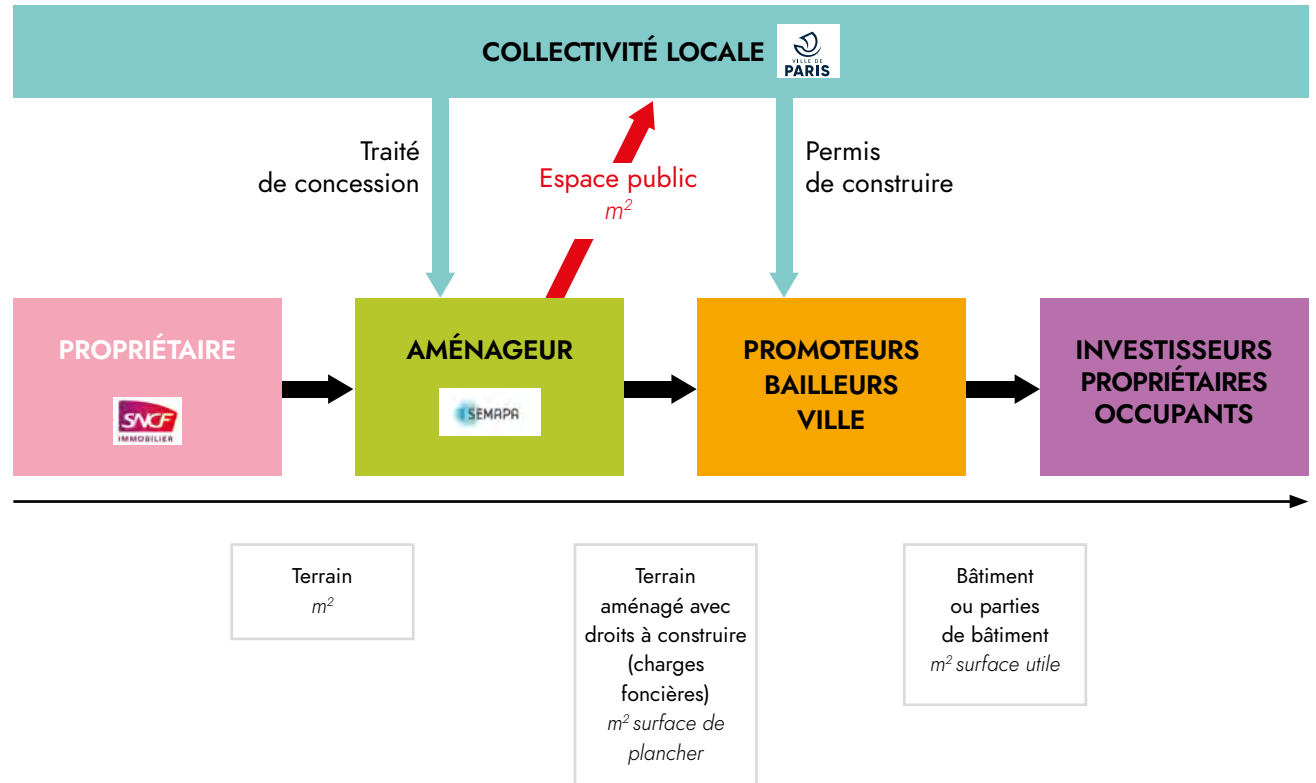 COLLECTIVITÉ LOCALE
VILLE DE
PARIS
Traité
de concession
Espace public
m²
Permis
de construire
PROPRIÉTAIRE
SNCF
IMMOBILIER
AMÉNAGEUR
SEMAPA
PROMOTEURS
BAILLEURS
VILLE
INVESTISSEURS
PROPRIÉTAIRES
OCCUPANTS
Terrain
m²
Terrain
aménagé avec
droits à construire
(charges
foncières)
m² surface de
plancher
Bâtiment
ou parties
de bâtiment
m² surface utile